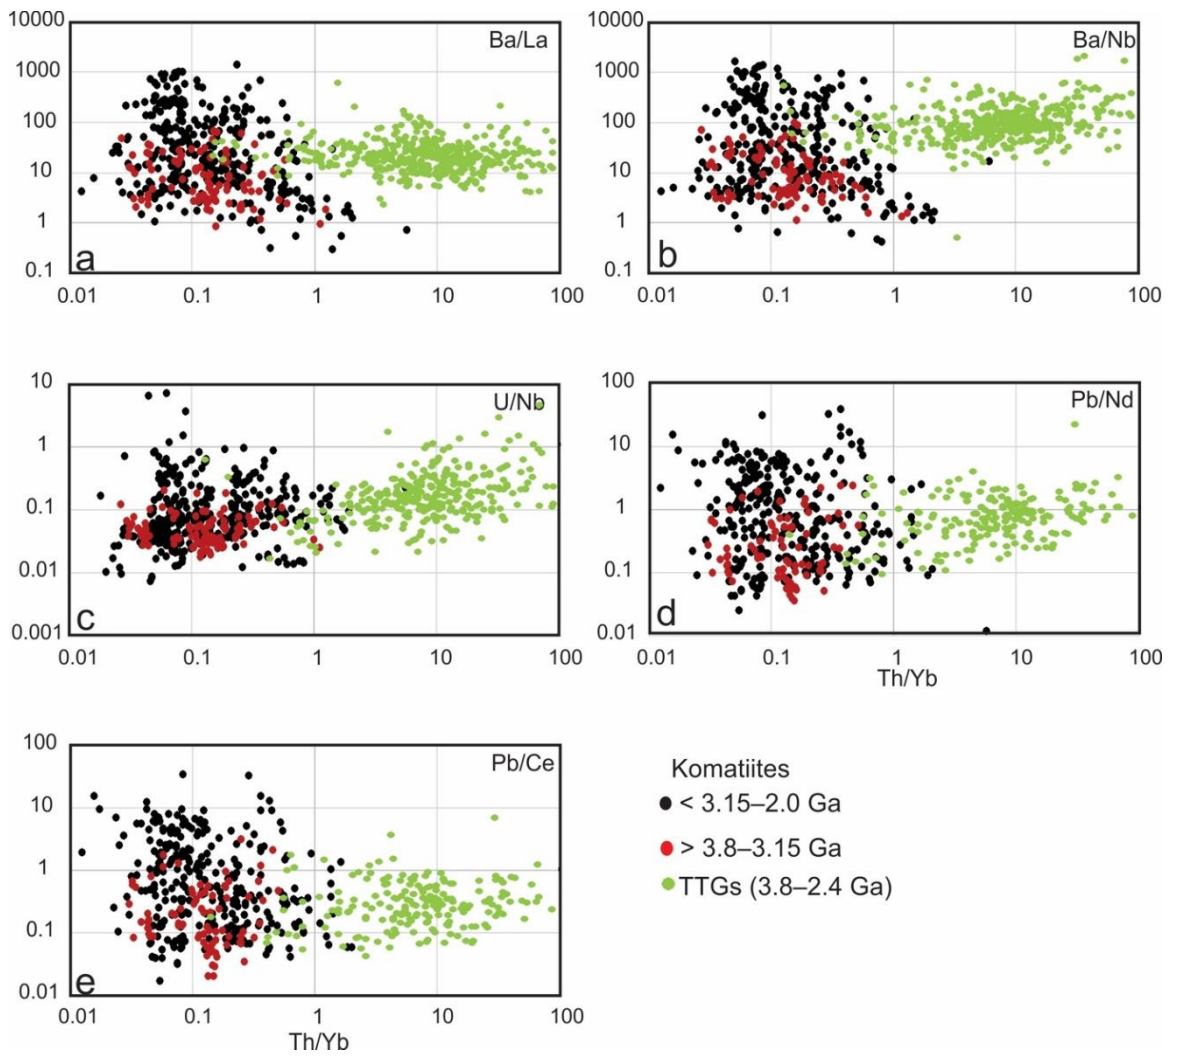 10000
1000
100
10
1
0.1
Ba/La
a
0.01 0.1 1 10 100
10000
1000
100
10
1
0.1
Ba/Nb
b
0.01 0.1 1 10 100
10
1
0.1
0.01
0.001
U/Nb
c
0.01 0.1 1 10 100
100
10
1
0.1
0.01
Pb/Nd
d
0.01 0.1 1 10 100
Th/Yb
100
10
1
0.1
0.01
Pb/Ce
e
0.01 0.1 1 10 100
Th/Yb
Komatiites
< 3.15–2.0 Ga
> 3.8–3.15 Ga
TTGs (3.8–2.4 Ga)